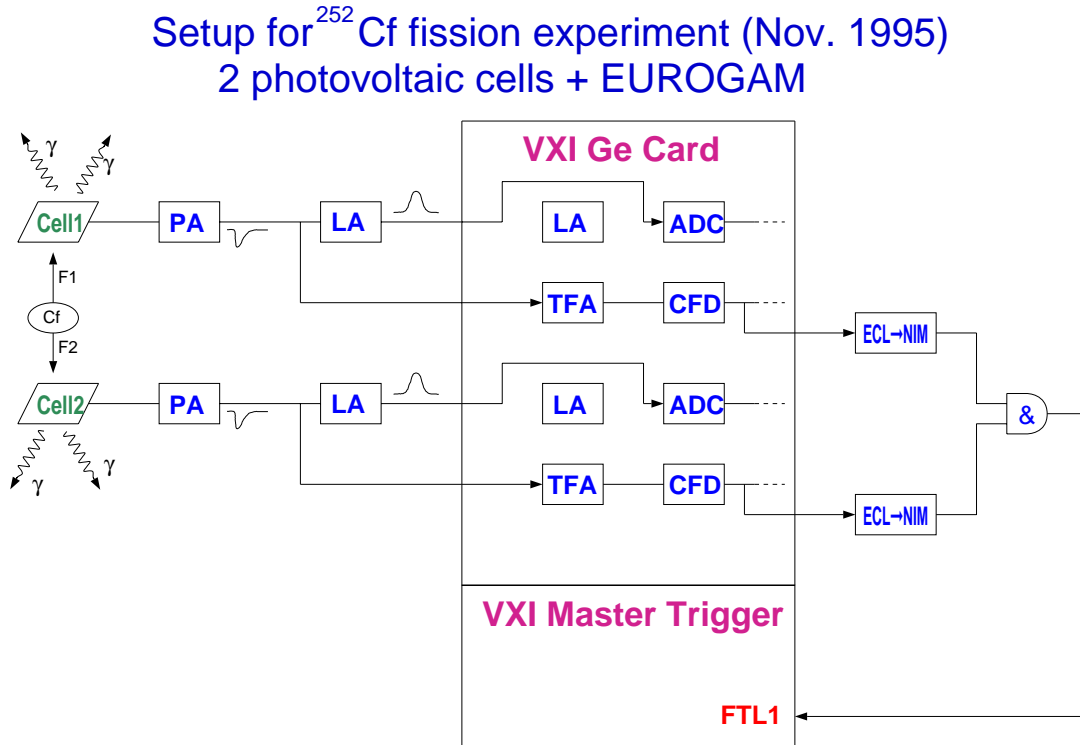 Setup for ²⁵²Cf fission experiment (Nov. 1995)
2 photovoltaic cells + EUROGAM
VXI Ge Card
γ γ
Cell1 PA LA LA ADC
F1
TFA CFD
Cf
ECL→NIM
F2
Cell2 PA LA LA ADC
&
γ γ
TFA CFD
ECL→NIM
VXI Master Trigger
FTL1